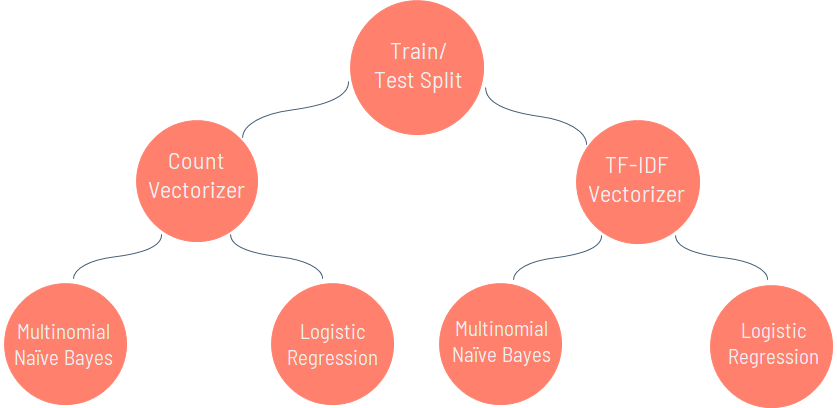 Train/
Test Split
Count
Vectorizer
TF-IDF
Vectorizer
Multinomial
Naïve Bayes
Logistic
Regression
Multinomial
Naïve Bayes
Logistic
Regression